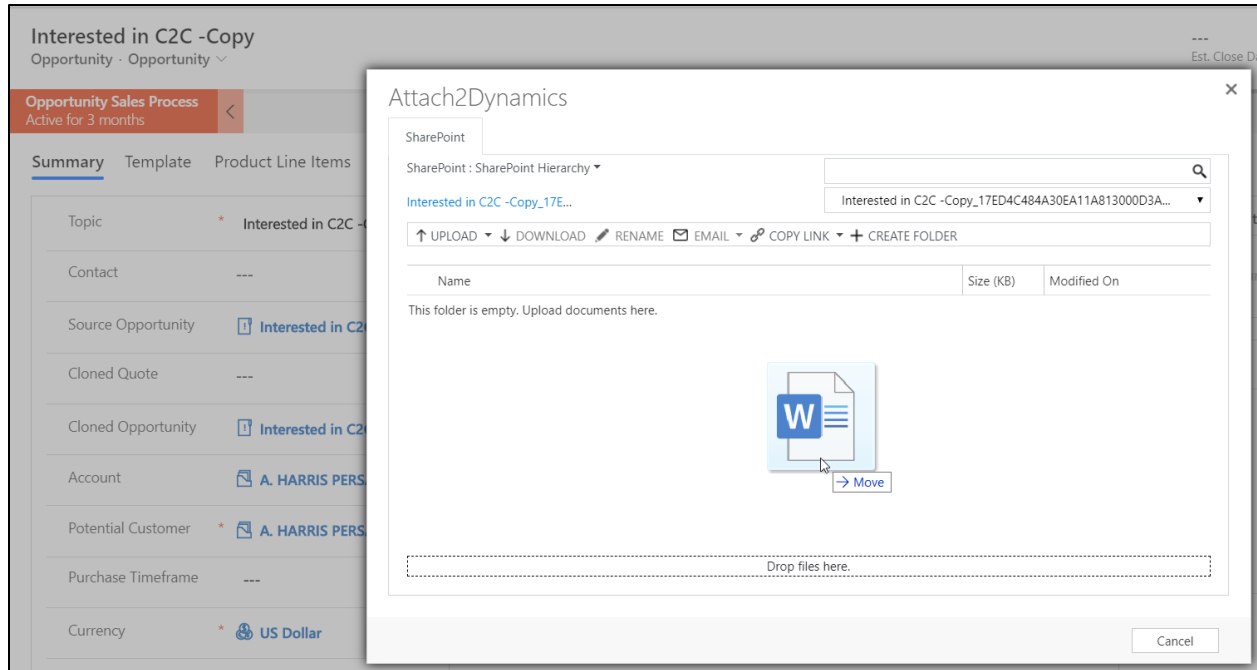 Interested in C2C -Copy
Opportunity · Opportunity
---
Est. Close D
Opportunity Sales Process
Active for 3 months
Summary Template Product Line Items
Topic * Interested in C2C -
Contact ---
Source Opportunity Interested in C2
Cloned Quote ---
Cloned Opportunity Interested in C2
Account A. HARRIS PERS
Potential Customer * A. HARRIS PERS
Purchase Timeframe ---
Currency * US Dollar
Attach2Dynamics
SharePoint
SharePoint : SharePoint Hierarchy
Interested in C2C -Copy_17E... Interested in C2C -Copy_17ED4C484A30EA11A813000D3A...
UPLOAD DOWNLOAD RENAME EMAIL COPY LINK CREATE FOLDER
Name Size (KB) Modified On
This folder is empty. Upload documents here.
W
Move
Drop files here.
Cancel